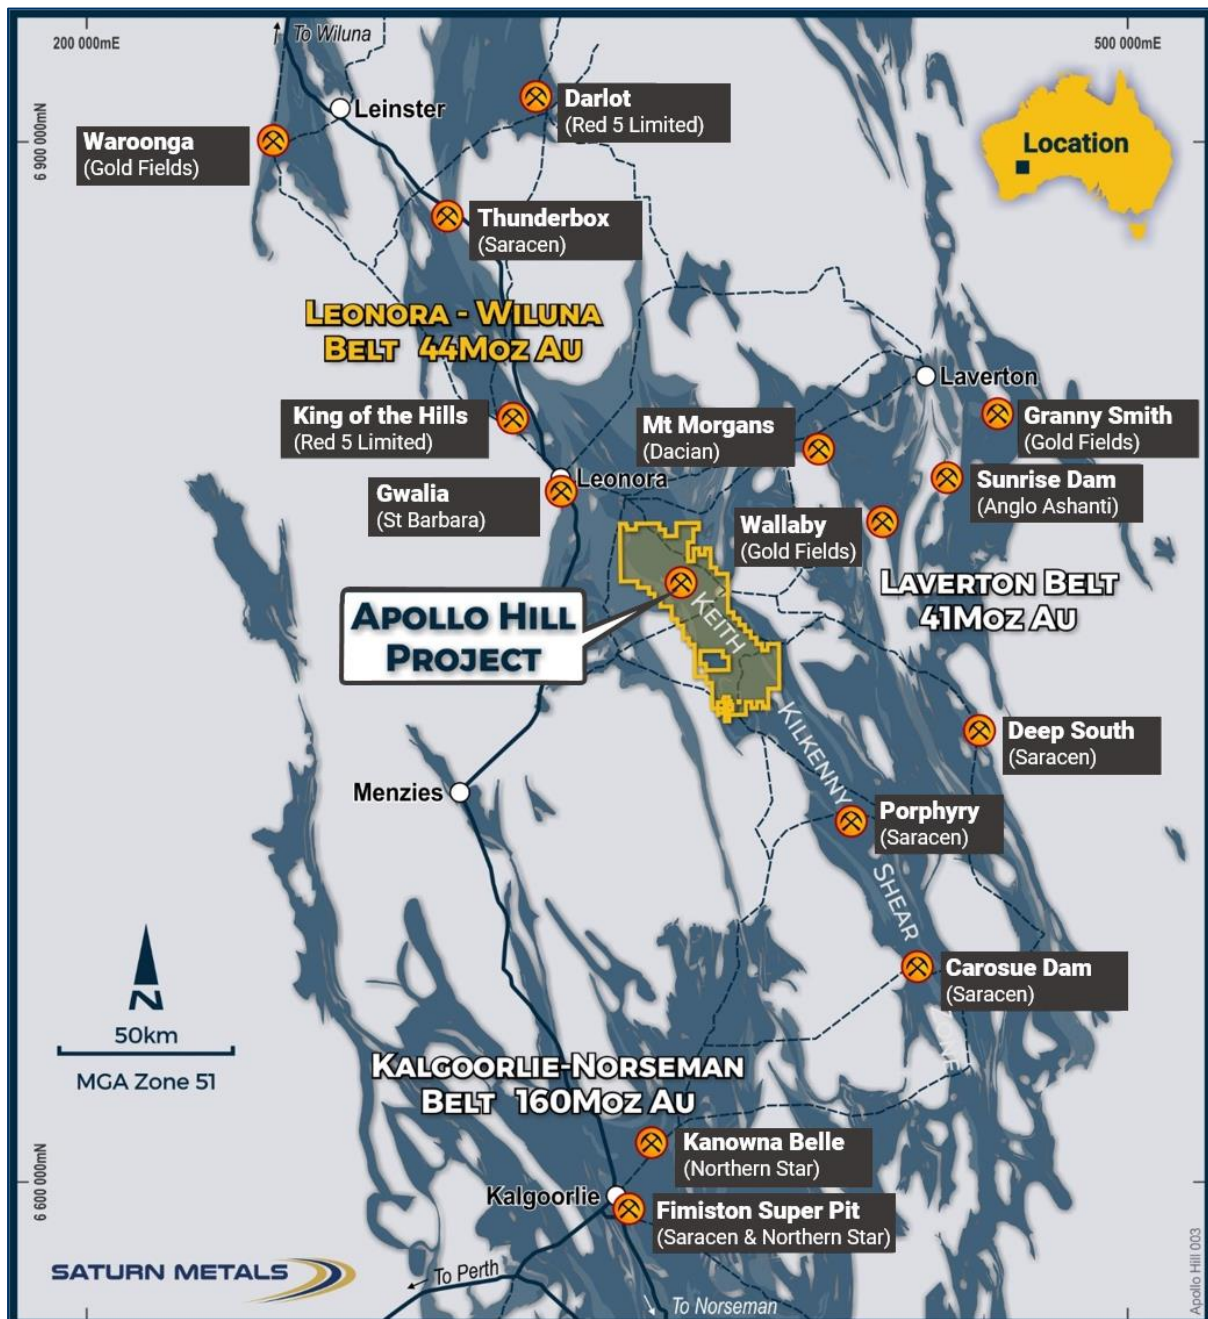 To Wiluna
200 000mE
500 000mE
6 900 000mN
Leinster
Darlot
(Red 5 Limited)
Waroonga
(Gold Fields)
Location
Thunderbox
(Saracen)
LEONORA - WILUNA
BELT 44MOZ AU
Laverton
King of the Hills
(Red 5 Limited)
Mt Morgans
(Dacian)
Granny Smith
(Gold Fields)
Leonora
Gwalia
(St Barbara)
Sunrise Dam
(Anglo Ashanti)
Wallaby
(Gold Fields)
LAVERTON BELT
41MOZ AU
APOLLO HILL
PROJECT
KEITH
KILKENNY
SHEAR
ZONE
Deep South
(Saracen)
Menzies
Porphyry
(Saracen)
Carosue Dam
(Saracen)
N
50km
MGA Zone 51
KALGOORLIE-NORSEMAN
BELT 160MOZ AU
Kanowna Belle
(Northern Star)
6 600 000mN
Kalgoorlie
Fimiston Super Pit
(Saracen & Northern Star)
SATURN METALS
To Perth
To Norseman
Apollo Hill 003